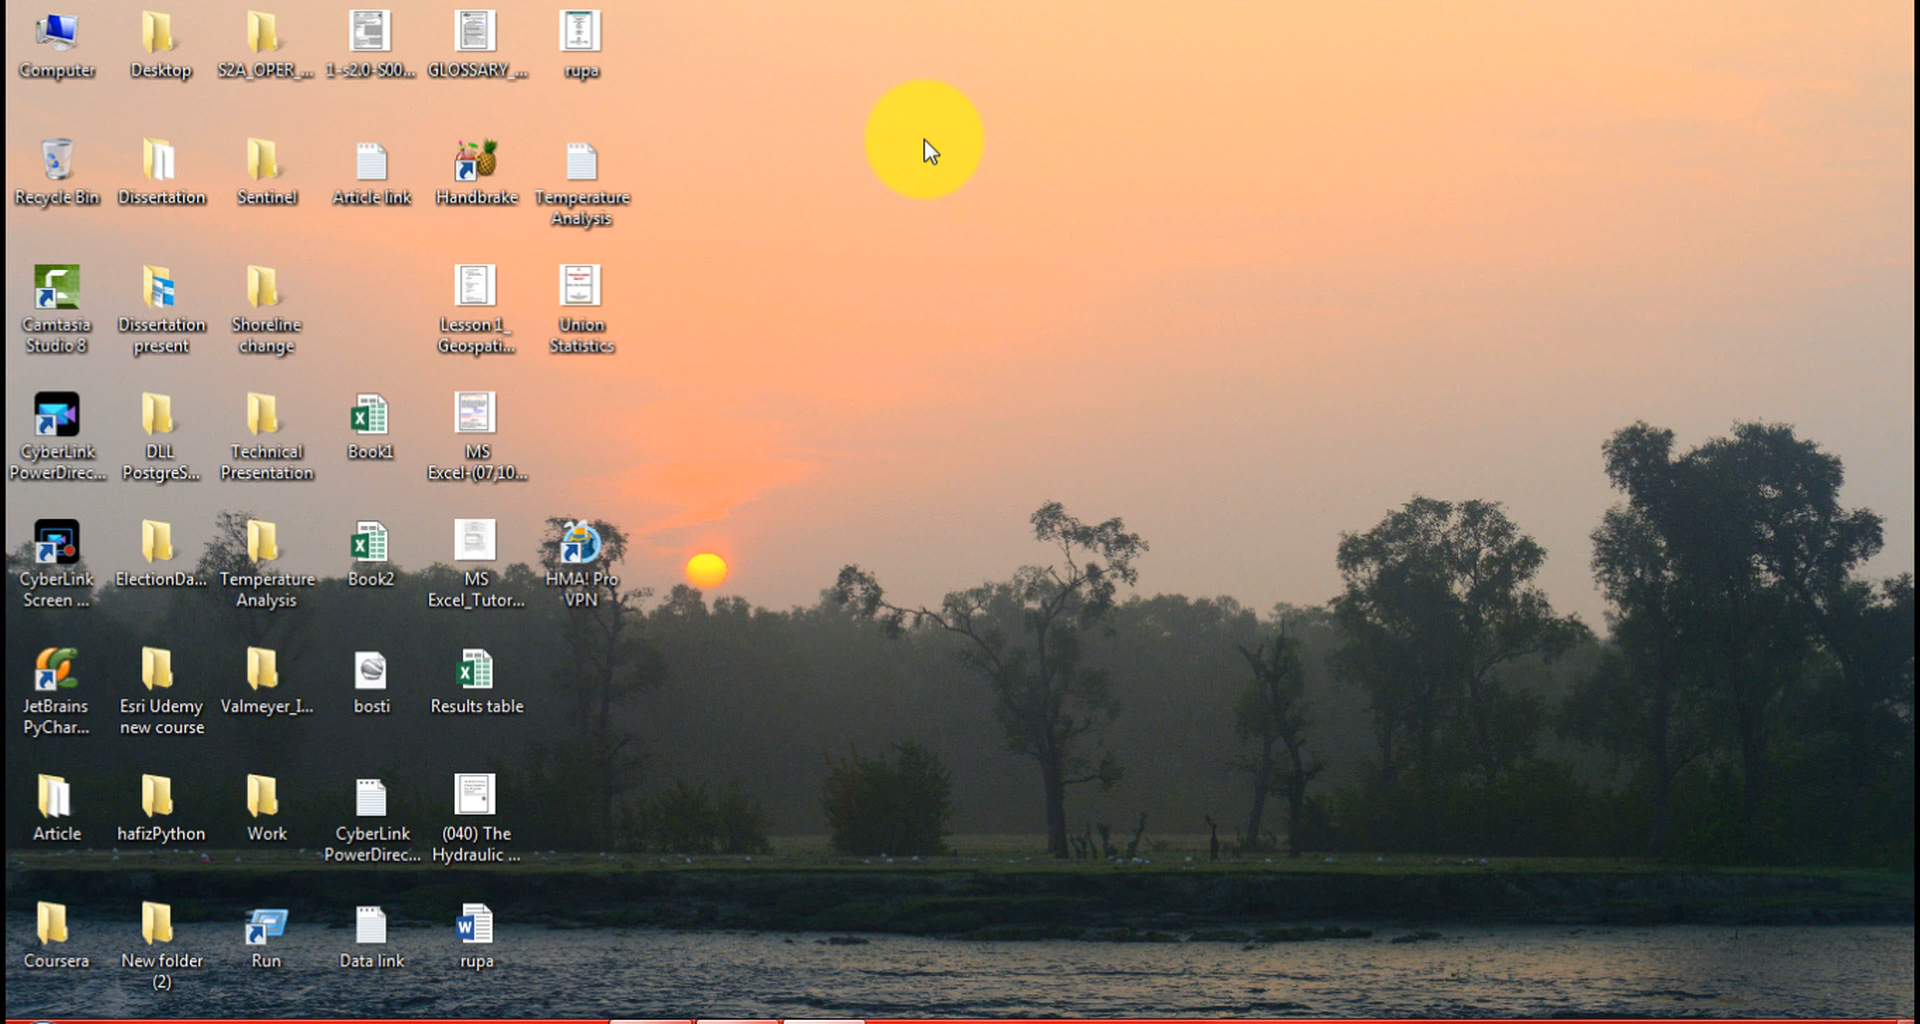 Computer
Desktop
S2A_OPER_...
1-s2.0-S00...
GLOSSARY_...
rupa
Recycle Bin
Dissertation
Sentinel
Article link
Handbrake
Temperature
Analysis
Camtasia
Studio 8
Dissertation
present
Shoreline
change
Lesson 1_
Geospati...
Union
Statistics
CyberLink
PowerDirec...
DLL
PostgreS...
Technical
Presentation
Book1
MS
Excel-(07,10...
CyberLink
Screen ...
ElectionDa...
Temperature
Analysis
Book2
MS
Excel_Tutor...
HMA! Pro
VPN
JetBrains
PyChar...
Esri Udemy
new course
Valmeyer_I...
bosti
Results table
Article
hafizPython
Work
CyberLink
PowerDirec...
(040) The
Hydraulic ...
Coursera
New folder
(2)
Run
Data link
rupa